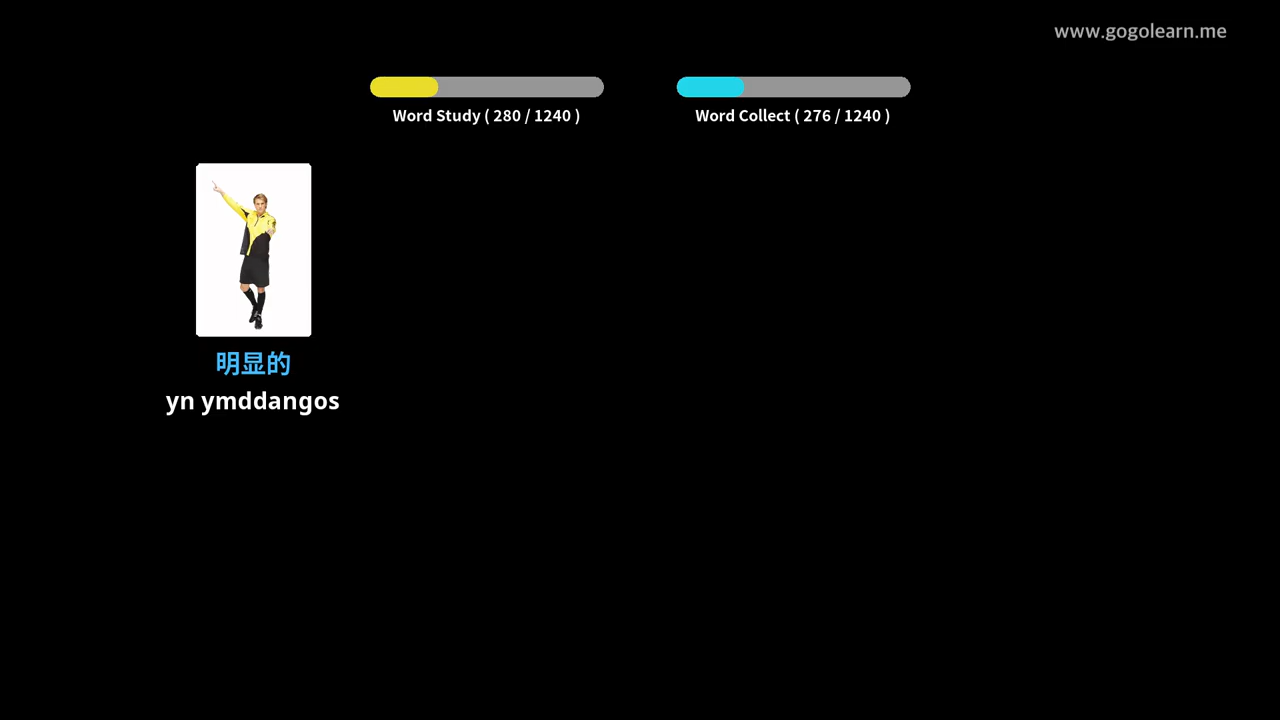 www.gogolearn.me
Word Study ( 280 / 1240 )
Word Collect ( 276 / 1240 )
明显的
yn ymddangos